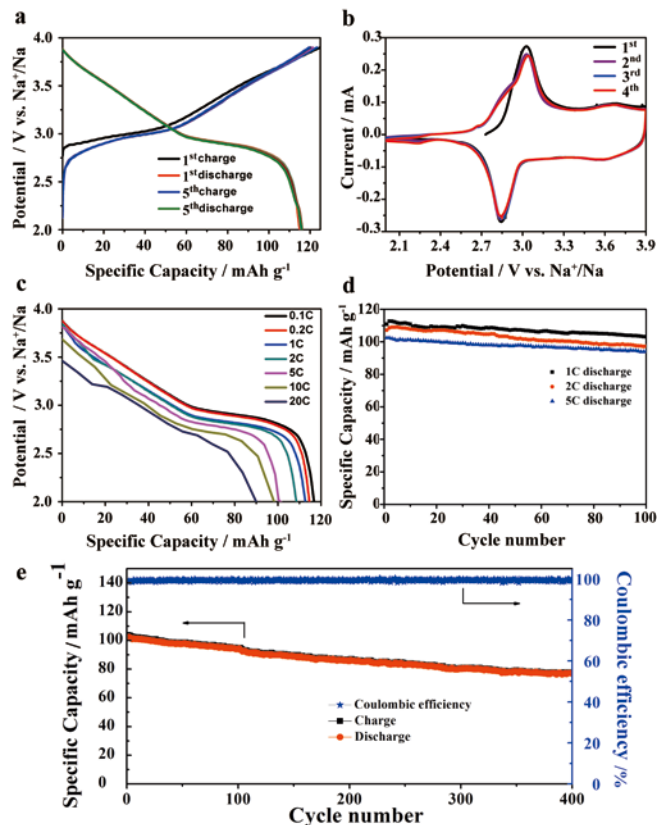 a
Potential / V vs. Na⁺/Na
4.0
3.5
3.0
2.5
2.0
1ˢᵗ charge
1ˢᵗ discharge
5ᵗʰ charge
5ᵗʰ discharge
0 20 40 60 80 100 120
Specific Capacity / mAh g⁻¹
b
Current / mA
0.3
0.2
0.1
0.0
-0.1
-0.2
-0.3
1ˢᵗ
2ⁿᵈ
3ʳᵈ
4ᵗʰ
2.1 2.4 2.7 3.0 3.3 3.6 3.9
Potential / V vs. Na⁺/Na
c
Potential / V vs. Na⁺/Na
4.0
3.5
3.0
2.5
2.0
0.1C
0.2C
1C
2C
5C
10C
20C
0 20 40 60 80 100 120
Specific Capacity / mAh g⁻¹
d
Specific Capacity / mAh g⁻¹
120
100
80
60
40
20
0
1C discharge
2C discharge
5C discharge
0 20 40 60 80 100
Cycle number
e
Specific Capacity / mAh g⁻¹
140
120
100
80
60
40
20
0
Coulombic efficiency
Charge
Discharge
100
80
60
40
20
0
Coulombic efficiency /%
0 100 200 300 400
Cycle number